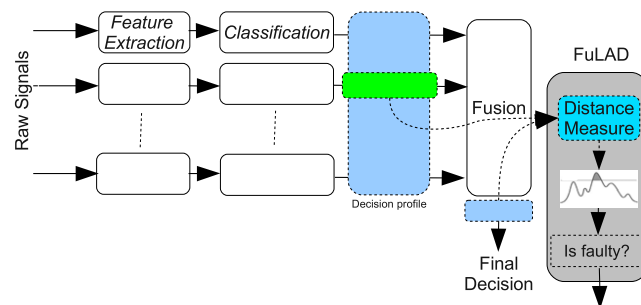 Raw Signals
Feature
Extraction
Classification
Decision profile
Fusion
Final
Decision
FuLAD
Distance
Measure
Is faulty?